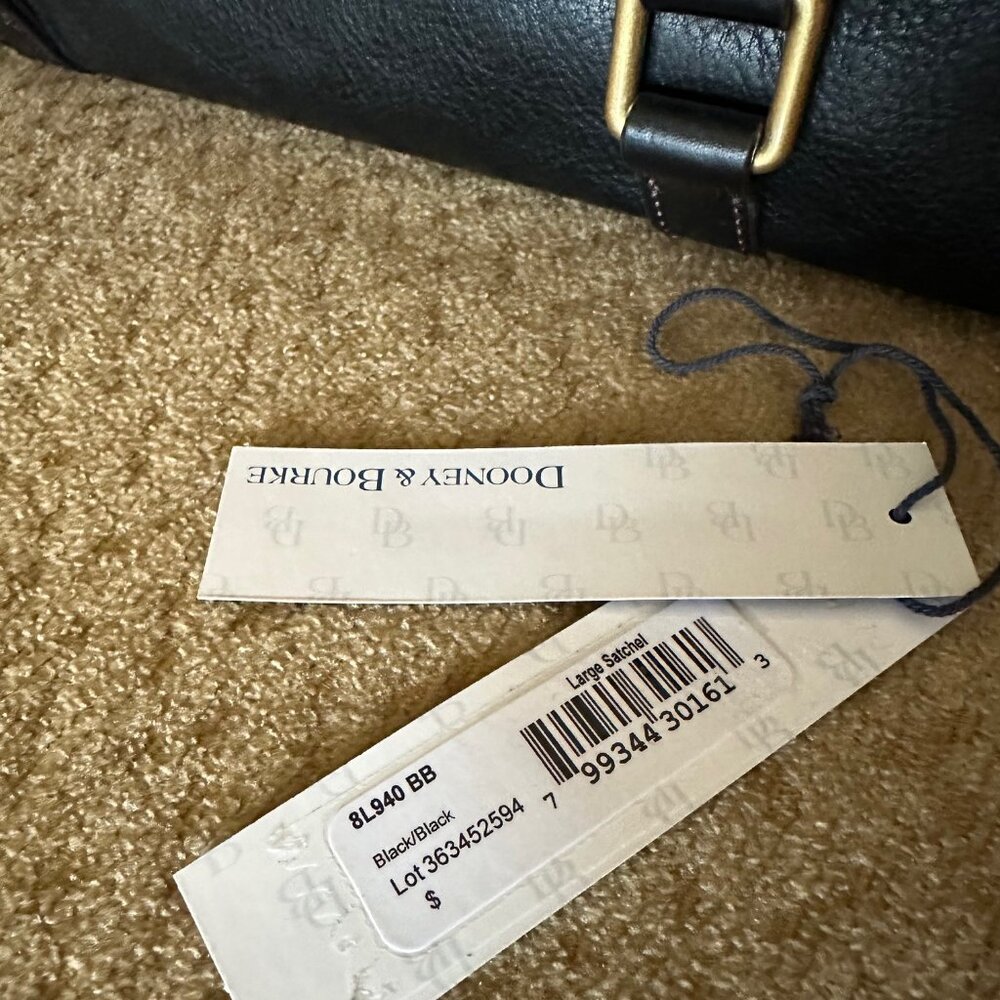 DOONEY & BOURKE
Large Satchel
7 99344 30161 3
8L940 BB
Black/Black
Lot 363452594
$